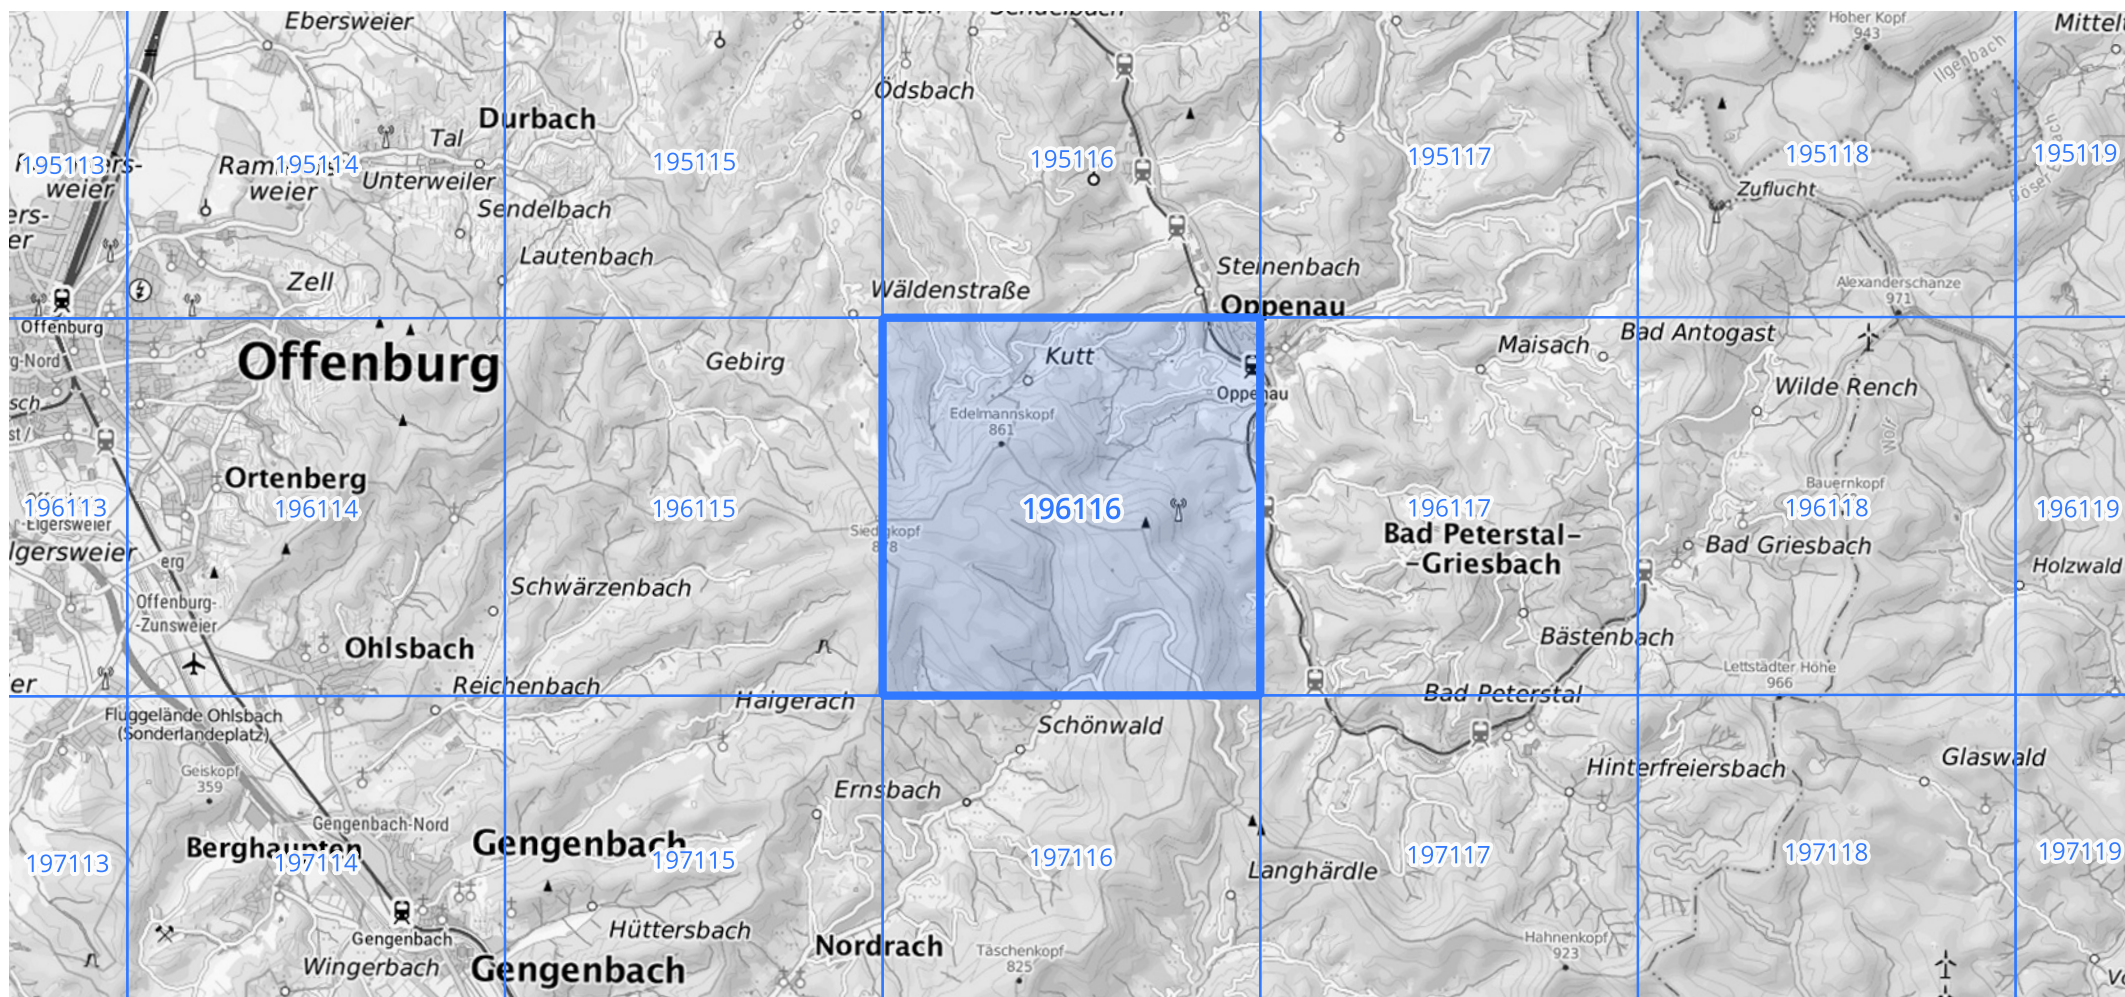 Ebersweier
Sendelbach
Hoher Kopf
943
Ilgenbach
Durbach
Ödsbach
Tal
195113
weier
195114
Unterweiler
195115
195116
195117
195118
195119
Zuflucht
Sendelbach
Zell
Lautenbach
Wäldenstraße
Steinenbach
Oppenau
Alexanderschanze
971
Offenburg
Offenburg
Gebirg
Kutt
Oppenau
Maisach
Bad Antogast
Wilde Rench
Wolf
Edelmannskopf
861
Ortenberg
196113
196114
196115
196116
196117
196118
196119
Bauernkopf
Siedigkopf
878
Bad Peterstal-
-Griesbach
Bad Griesbach
Holzwald
Schwärzenbach
Offenburg-
-Zunsweier
Ohlsbach
Bästenbach
Reichenbach
Haigerach
Lettstädter Höhe
966
Bad Peterstal
Fluggelände Ohlsbach
(Sonderlandeplatz)
Schönwald
Geiskopf
359
Ernsbach
Hinterfreiersbach
Glaswald
Gengenbach-Nord
Berghaupten
Gengenbach
197113
197114
197115
197116
197117
197118
197119
Langhärdle
Hüttersbach
Gengenbach
Nordrach
Täschenkopf
825
Hahnenkopf
923
Wingerbach
Gengenbach